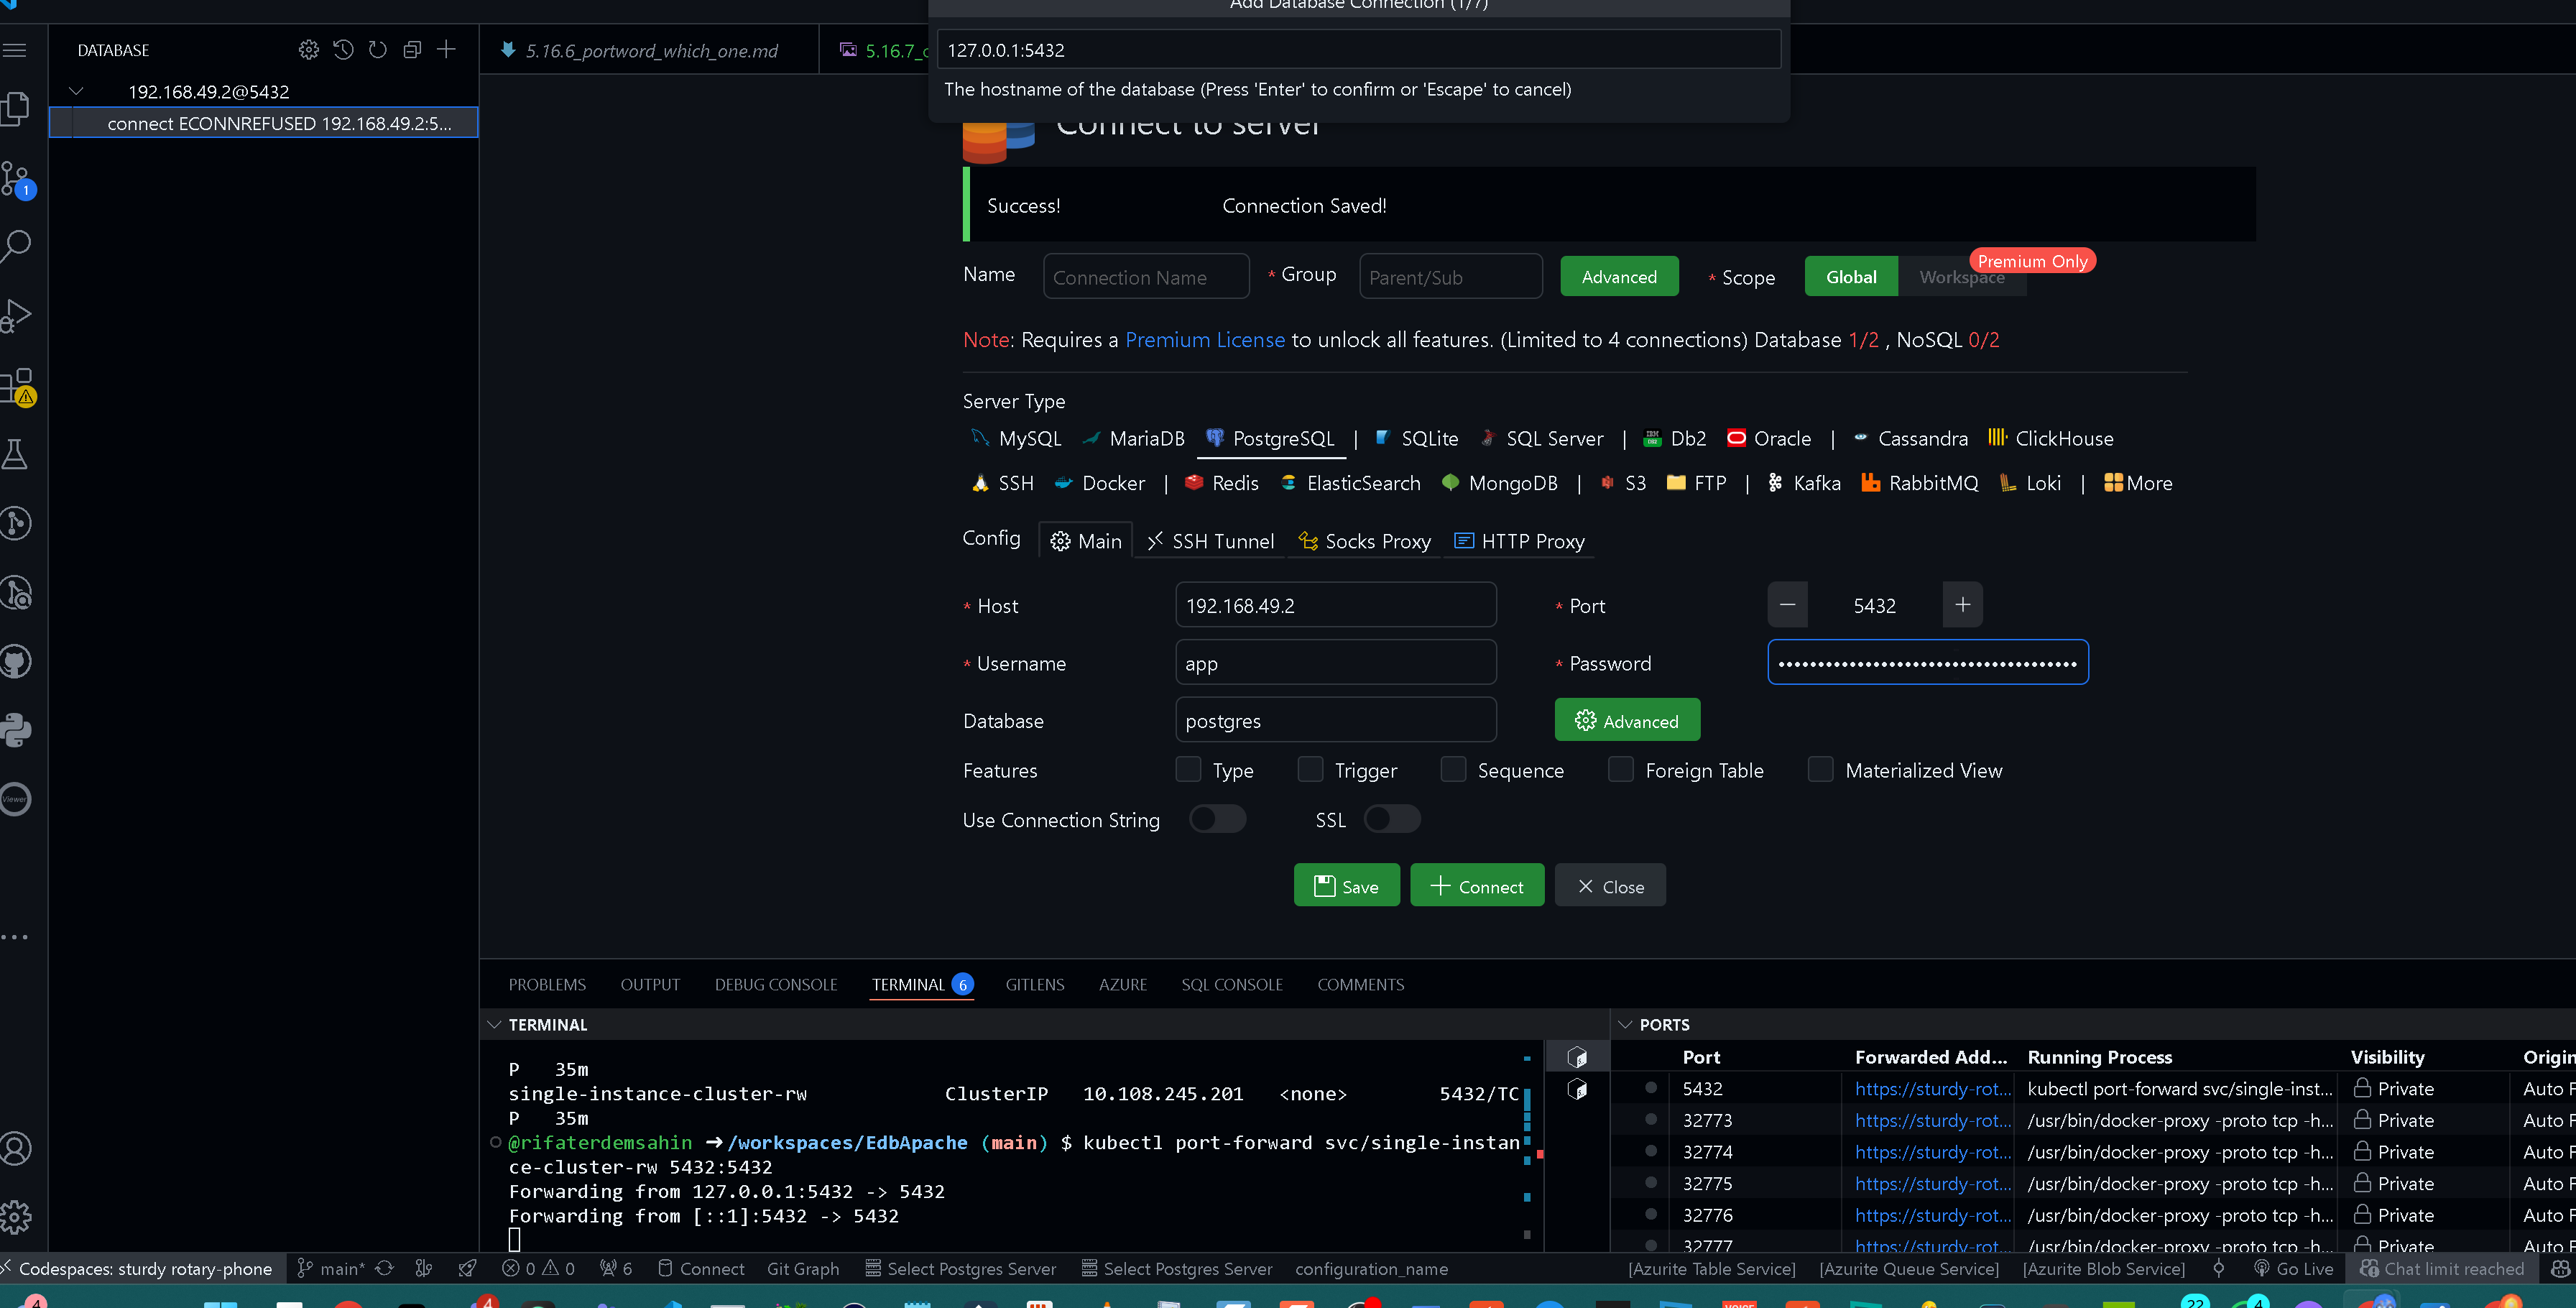 Add Database Connection (1/7)
127.0.0.1:5432
The hostname of the database (Press 'Enter' to confirm or 'Escape' to cancel)
DATABASE
5.16.6_portword_which_one.md
5.16.7_c
192.168.49.2@5432
connect ECONNREFUSED 192.168.49.2:5...
1
Connect to server
Success! Connection Saved!
Name Connection Name * Group Parent/Sub Advanced * Scope Global Workspace Premium Only
Note: Requires a Premium License to unlock all features. (Limited to 4 connections) Database 1/2 , NoSQL 0/2
Server Type
MySQL MariaDB PostgreSQL | SQLite SQL Server | Db2 Oracle | Cassandra ClickHouse
SSH Docker | Redis ElasticSearch MongoDB | S3 FTP | Kafka RabbitMQ Loki | More
Config Main SSH Tunnel Socks Proxy HTTP Proxy
* Host 192.168.49.2 * Port 5432
* Username app * Password
Database postgres Advanced
Features Type Trigger Sequence Foreign Table Materialized View
Use Connection String SSL
Save Connect Close
Viewer
PROBLEMS OUTPUT DEBUG CONSOLE TERMINAL 6 GITLENS AZURE SQL CONSOLE COMMENTS
TERMINAL
P 35m
single-instance-cluster-rw ClusterIP 10.108.245.201 <none> 5432/TC
P 35m
@rifaterdemsahin ➜/workspaces/EdbApache (main) $ kubectl port-forward svc/single-instan
ce-cluster-rw 5432:5432
Forwarding from 127.0.0.1:5432 -> 5432
Forwarding from [::1]:5432 -> 5432
PORTS
Port Forwarded Add... Running Process Visibility Origin
5432 https://sturdy-rot... kubectl port-forward svc/single-inst... Private Auto F
32773 https://sturdy-rot... /usr/bin/docker-proxy -proto tcp -h... Private Auto F
32774 https://sturdy-rot... /usr/bin/docker-proxy -proto tcp -h... Private Auto F
32775 https://sturdy-rot... /usr/bin/docker-proxy -proto tcp -h... Private Auto F
32776 https://sturdy-rot... /usr/bin/docker-proxy -proto tcp -h... Private Auto F
32777 https://sturdy-rot... /usr/bin/docker-proxy -proto tcp -h... Private Auto F
Codespaces: sturdy rotary-phone main* 0 0 6 Connect Git Graph Select Postgres Server Select Postgres Server configuration_name [Azurite Table Service] [Azurite Queue Service] [Azurite Blob Service] Go Live Chat limit reached
4 4 22 4